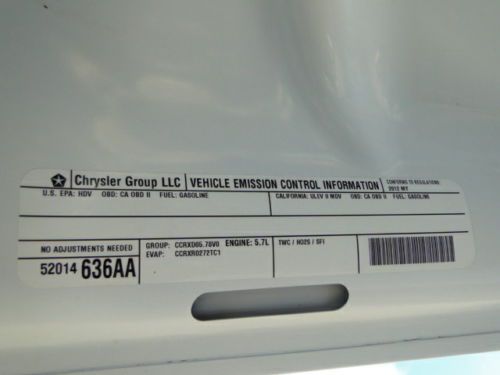 Chrysler Group LLC VEHICLE EMISSION CONTROL INFORMATION CONFORMS TO REGULATIONS:
2012 MY
U.S. EPA: HDV OBD: CA OBD II FUEL: GASOLINE CALIFORNIA: ULEV II MDV OBD: CA OBD II FUEL: GASOLINE
NO ADJUSTMENTS NEEDED GROUP: CCRXD05.78V0 ENGINE: 5.7L TWC / HO2S / SFI
EVAP: CCRXR0272TC1
52014 636AA